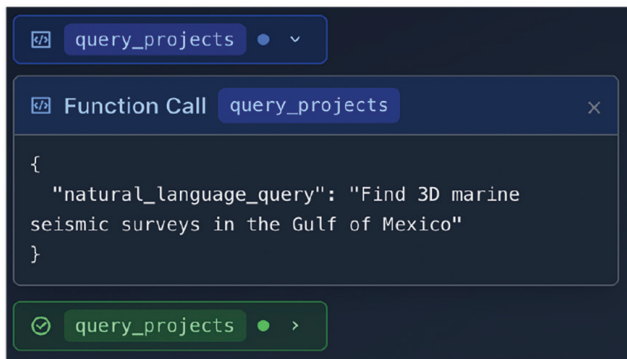 query_projects
Function Call query_projects
{
"natural_language_query": "Find 3D marine
seismic surveys in the Gulf of Mexico"
}
query_projects